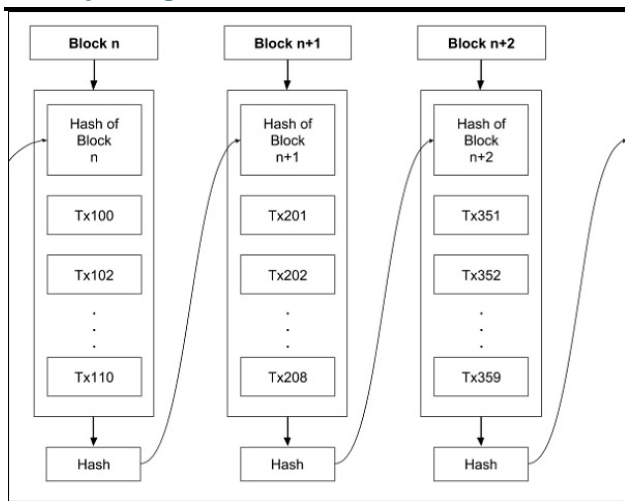 Block n
Block n+1
Block n+2
Hash of
Block
n
Hash of
Block
n+1
Hash of
Block
n+2
Tx100
Tx201
Tx351
Tx102
Tx202
Tx352
.
.
.
.
.
.
.
.
.
Tx110
Tx208
Tx359
Hash
Hash
Hash